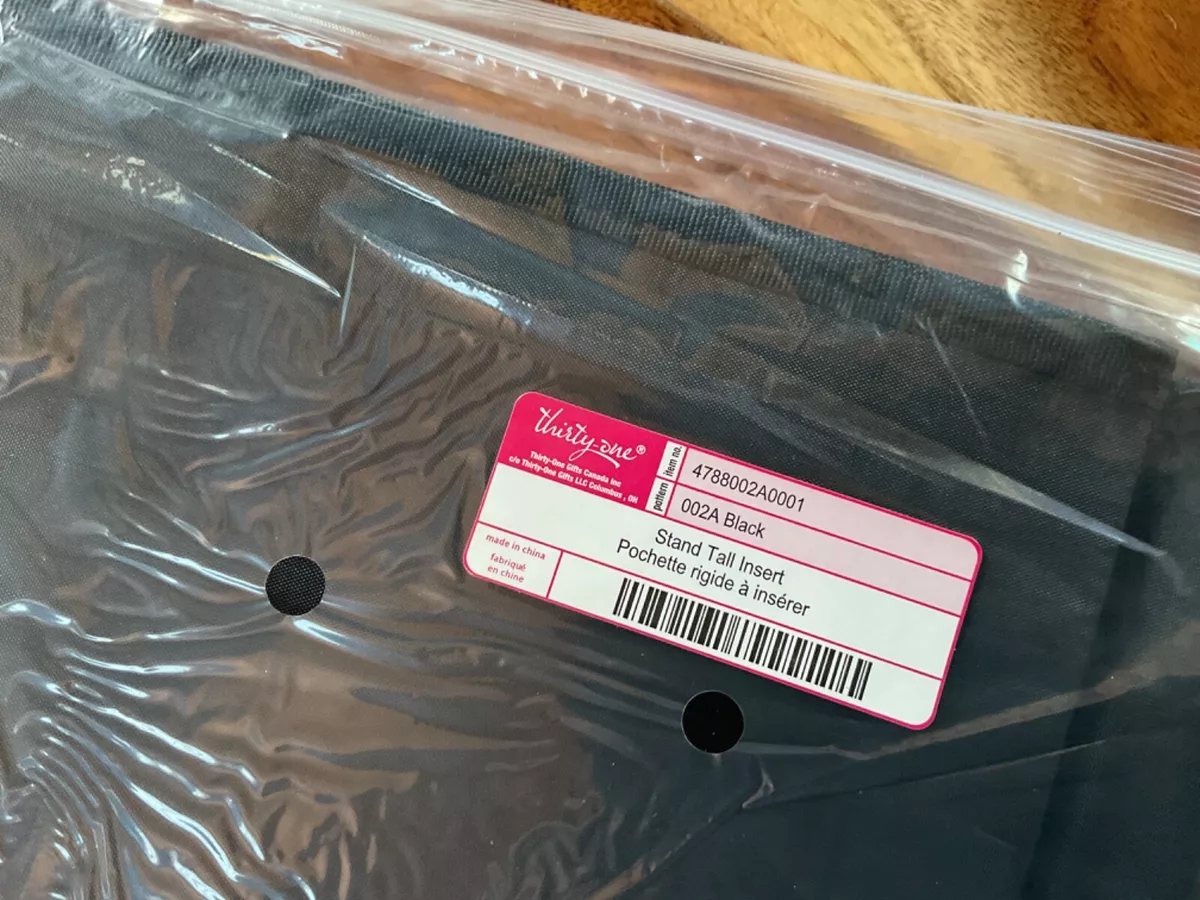 thirty-one®
Thirty-One Gifts Canada Inc
c/o Thirty-One Gifts LLC Columbus , OH
item no.
4788002A0001
pattern
002A Black
Stand Tall Insert
Pochette rigide à insérer
made in china
fabriqué
en chine